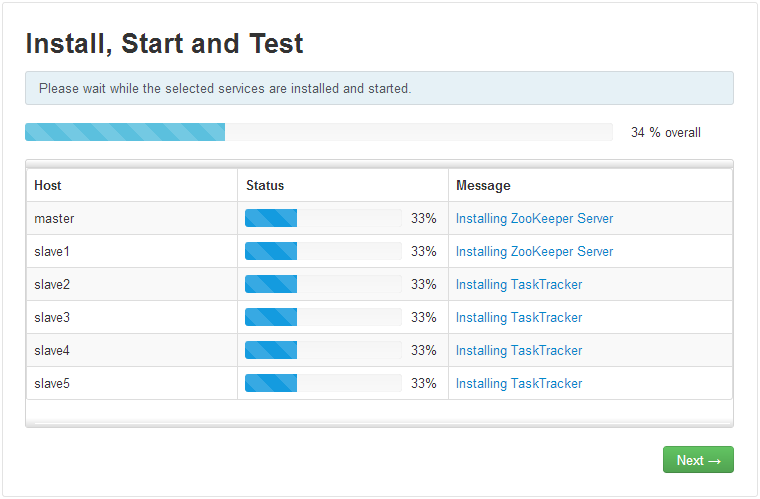 Install, Start and Test
Please wait while the selected services are installed and started.
34 % overall
Host Status Message
master 33% Installing ZooKeeper Server
slave1 33% Installing ZooKeeper Server
slave2 33% Installing TaskTracker
slave3 33% Installing TaskTracker
slave4 33% Installing TaskTracker
slave5 33% Installing TaskTracker
Next →